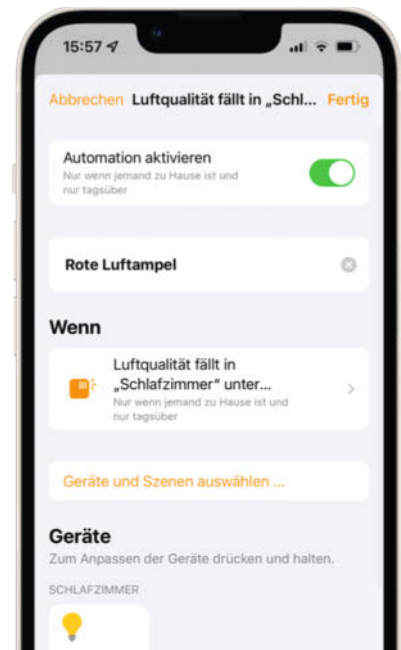 15:57
Abbrechen Luftqualität fällt in „Schl... Fertig
Automation aktivieren
Nur wenn jemand zu Hause ist und
nur tagsüber
Rote Luftampel
Wenn
Luftqualität fällt in
„Schlafzimmer" unter...
Nur wenn jemand zu Hause ist und
nur tagsüber
Geräte und Szenen auswählen ...
Geräte
Zum Anpassen der Geräte drücken und halten.
SCHLAFZIMMER